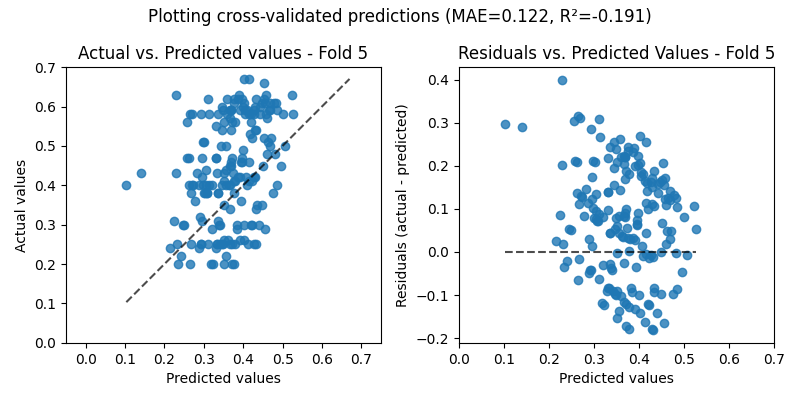 Plotting cross-validated predictions (MAE=0.122, R²=-0.191)
Actual vs. Predicted values - Fold 5
Actual values
0.7
0.6
0.5
0.4
0.3
0.2
0.1
0.0
0.0 0.1 0.2 0.3 0.4 0.5 0.6 0.7
Predicted values
Residuals vs. Predicted Values - Fold 5
Residuals (actual - predicted)
0.4
0.3
0.2
0.1
0.0
−0.1
−0.2
0.0 0.1 0.2 0.3 0.4 0.5 0.6 0.7
Predicted values